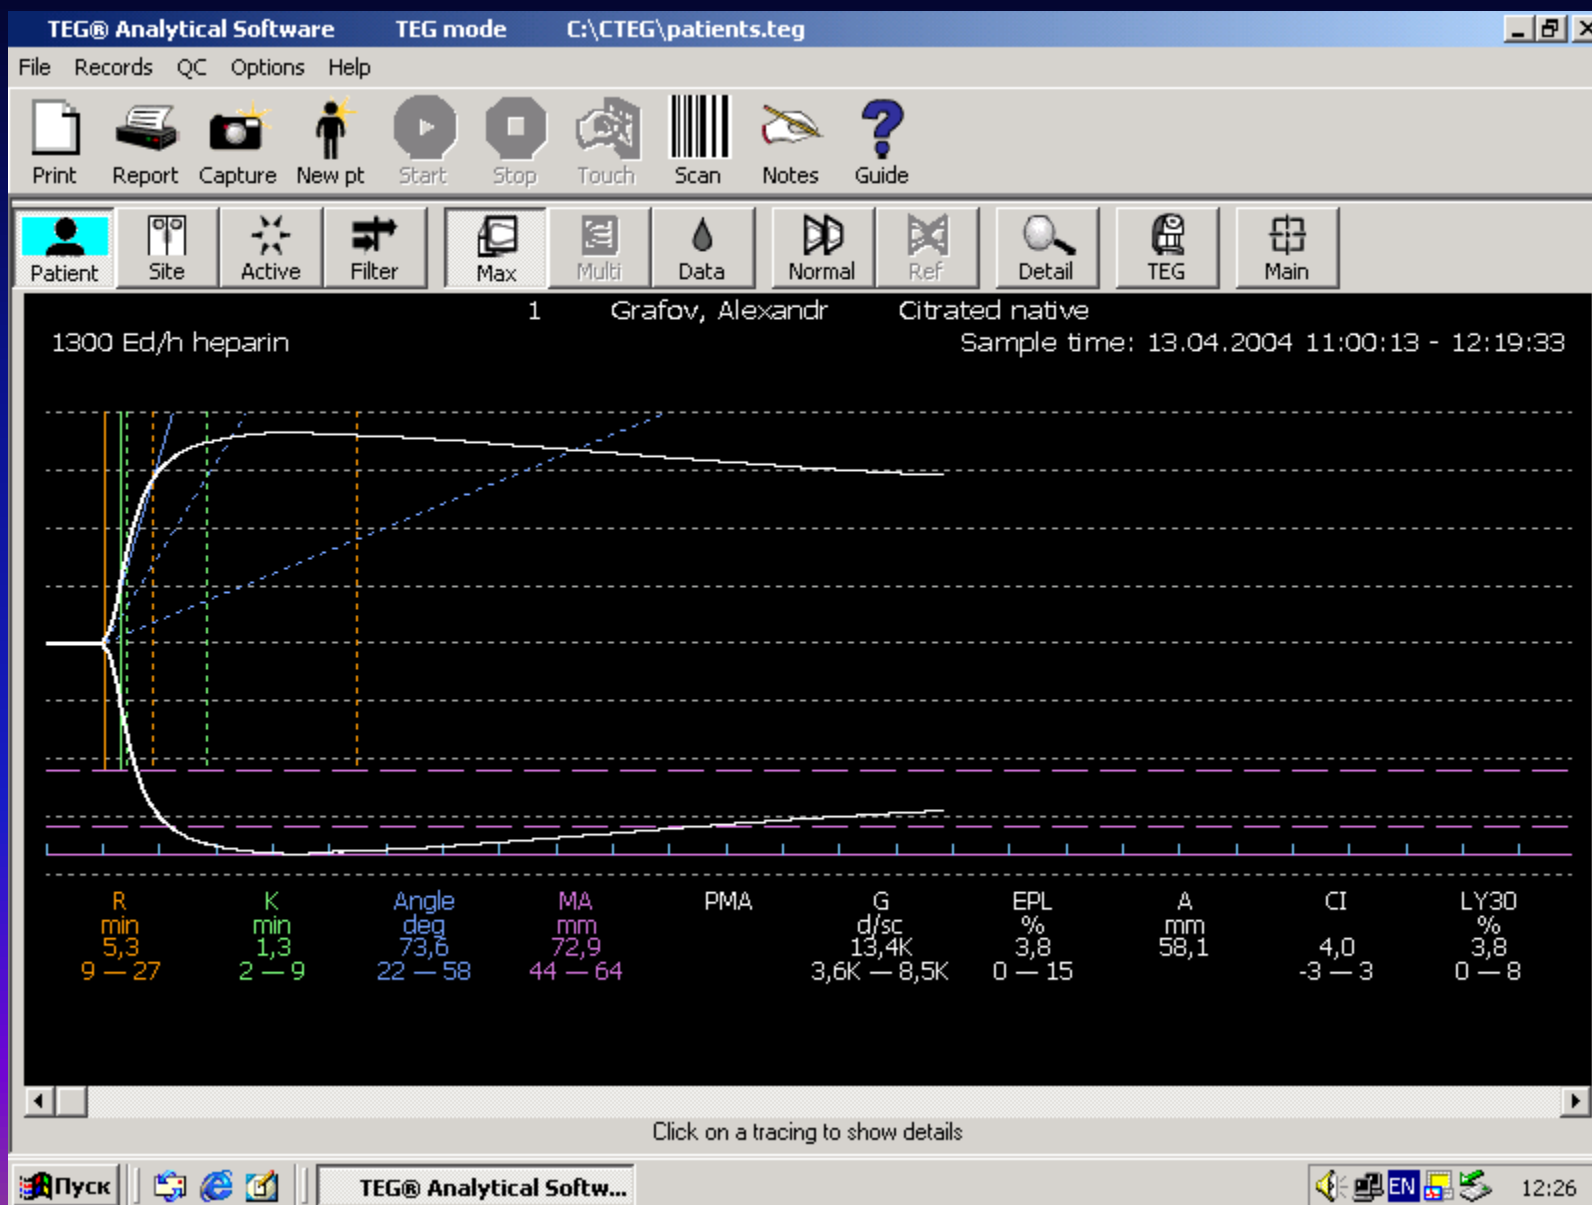 TEG® Analytical Software TEG mode C:\CTEG\patients.teg
File Records QC Options Help
Print Report Capture New pt Start Stop Touch Scan Notes Guide
Patient Site Active Filter Max Multi Data Normal Ref Detail TEG Main
1 Grafov, Alexandr Citrated native
1300 Ed/h heparin Sample time: 13.04.2004 11:00:13 - 12:19:33
R K Angle MA PMA G EPL A CI LY30
min min deg mm d/sc % mm %
5,3 1,3 73,6 72,9 13,4K 3,8 58,1 4,0 3,8
9 — 27 2 — 9 22 — 58 44 — 64 3,6K — 8,5K 0 — 15 -3 — 3 0 — 8
Click on a tracing to show details
Пуск TEG® Analytical Softw... EN 12:26